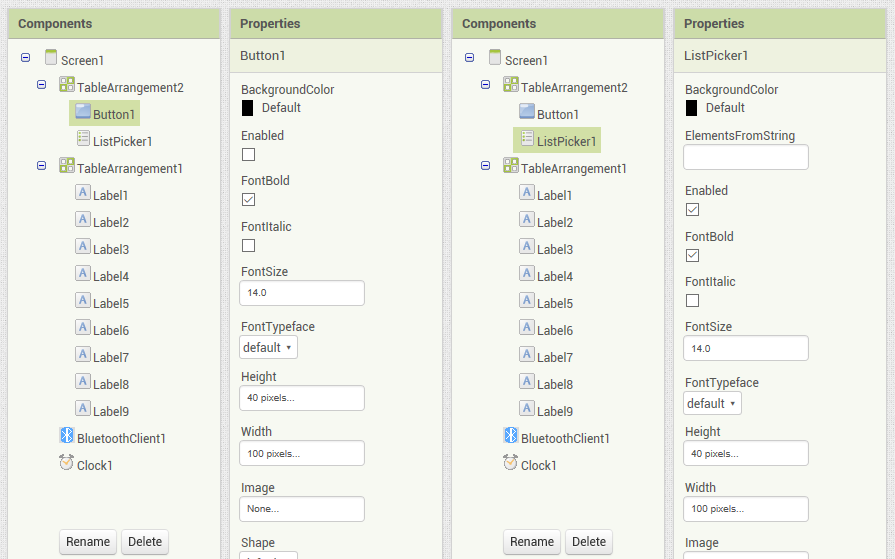 Components
Screen1
TableArrangement2
Button1
ListPicker1
TableArrangement1
A Label1
A Label2
A Label3
A Label4
A Label5
A Label6
A Label7
A Label8
A Label9
BluetoothClient1
Clock1
Rename Delete
Properties
Button1
BackgroundColor
Default
Enabled
FontBold
FontItalic
FontSize
14.0
FontTypeface
default
Height
40 pixels...
Width
100 pixels...
Image
None...
Shape
Components
Screen1
TableArrangement2
Button1
ListPicker1
TableArrangement1
A Label1
A Label2
A Label3
A Label4
A Label5
A Label6
A Label7
A Label8
A Label9
BluetoothClient1
Clock1
Rename Delete
Properties
ListPicker1
BackgroundColor
Default
ElementsFromString
Enabled
FontBold
FontItalic
FontSize
14.0
FontTypeface
default
Height
40 pixels...
Width
100 pixels...
Image